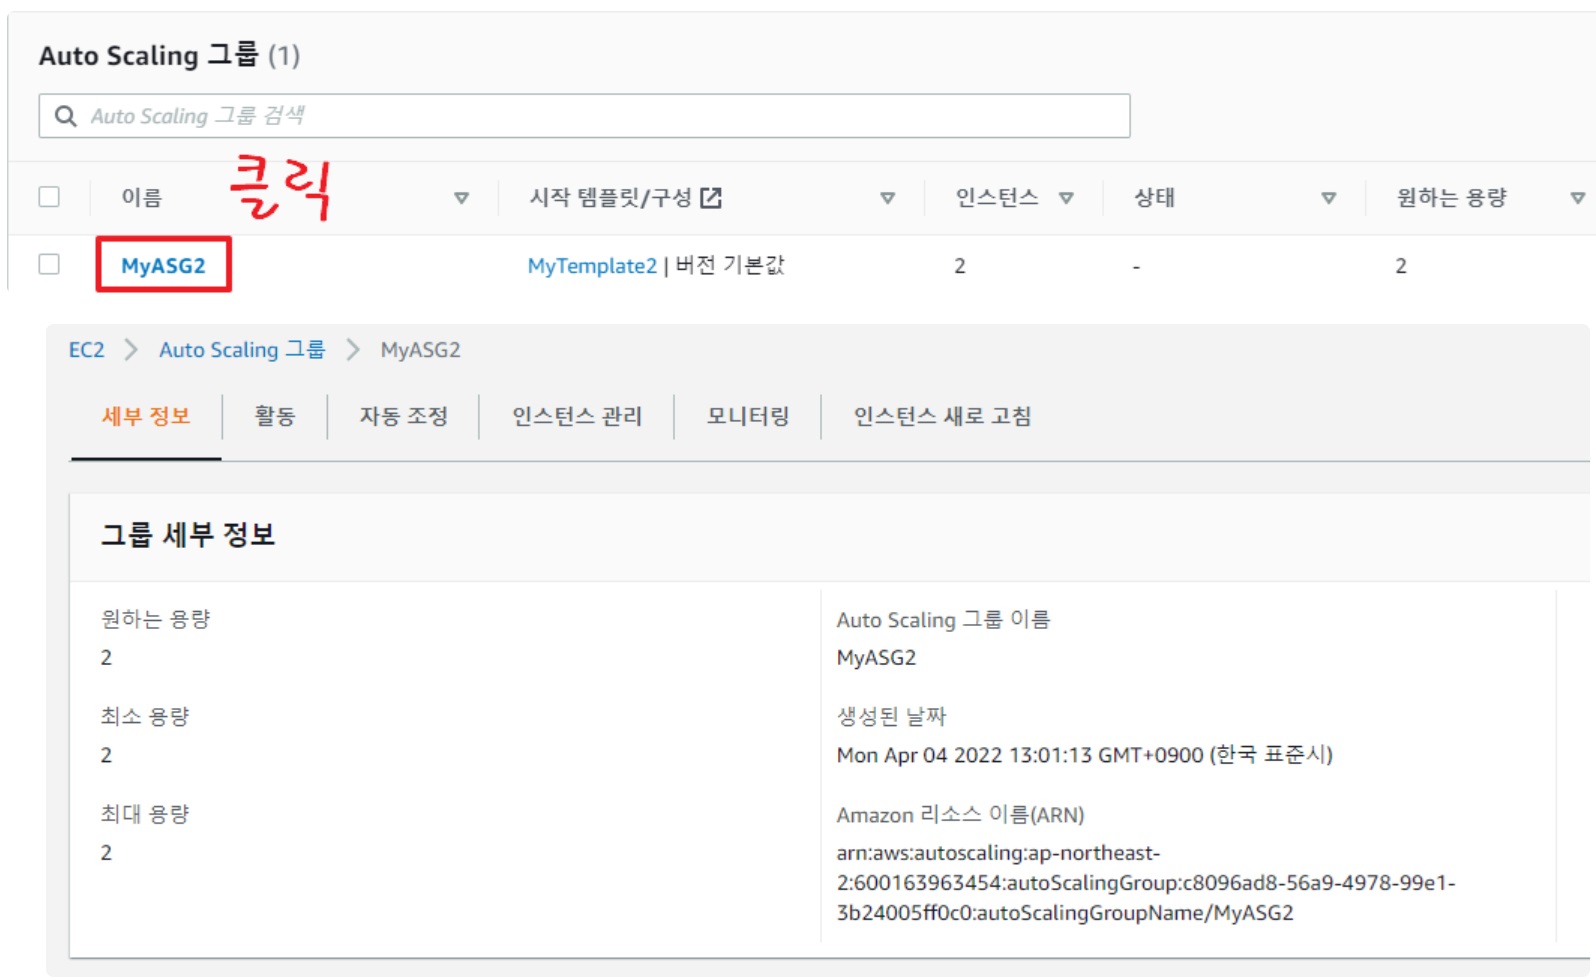 Auto Scaling 그룹 (1)
Auto Scaling 그룹 검색
클릭
이름 시작 템플릿/구성 인스턴스 상태 원하는 용량
MyASG2 MyTemplate2 | 버전 기본값 2 - 2
EC2 > Auto Scaling 그룹 > MyASG2
세부 정보 활동 자동 조정 인스턴스 관리 모니터링 인스턴스 새로 고침
그룹 세부 정보
원하는 용량
2
최소 용량
2
최대 용량
2
Auto Scaling 그룹 이름
MyASG2
생성된 날짜
Mon Apr 04 2022 13:01:13 GMT+0900 (한국 표준시)
Amazon 리소스 이름(ARN)
arn:aws:autoscaling:ap-northeast-
2:600163963454:autoScalingGroup:c8096ad8-56a9-4978-99e1-
3b24005ff0c0:autoScalingGroupName/MyASG2